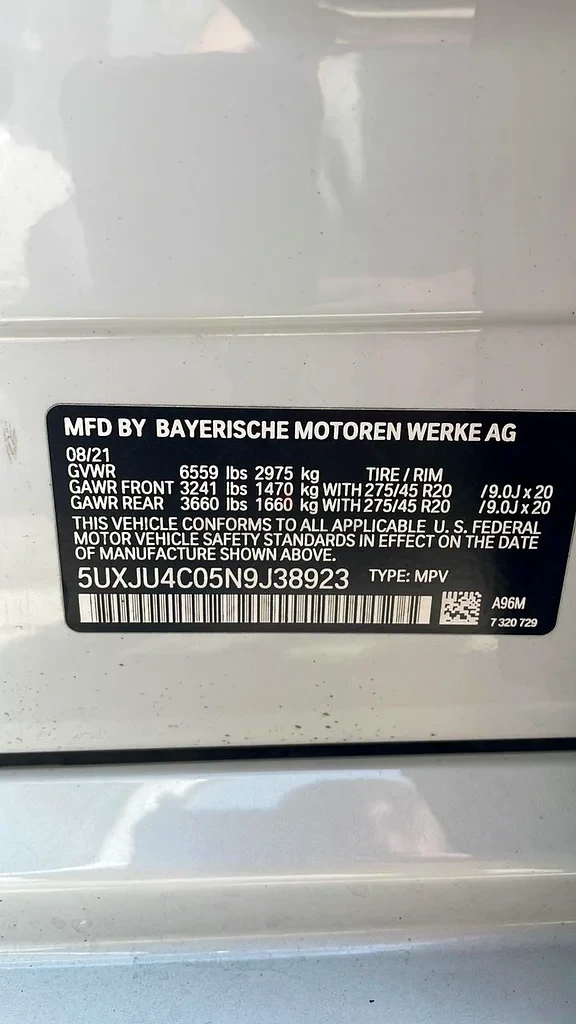 MFD BY BAYERISCHE MOTOREN WERKE AG
08/21
GVWR 6559 lbs 2975 kg TIRE / RIM
GAWR FRONT 3241 lbs 1470 kg WITH 275/45 R20 /9.0J x 20
GAWR REAR 3660 lbs 1660 kg WITH 275/45 R20 /9.0J x 20
THIS VEHICLE CONFORMS TO ALL APPLICABLE U. S. FEDERAL
MOTOR VEHICLE SAFETY STANDARDS IN EFFECT ON THE DATE
OF MANUFACTURE SHOWN ABOVE.
5UXJU4C05N9J38923 TYPE: MPV
A96M
7 320 729